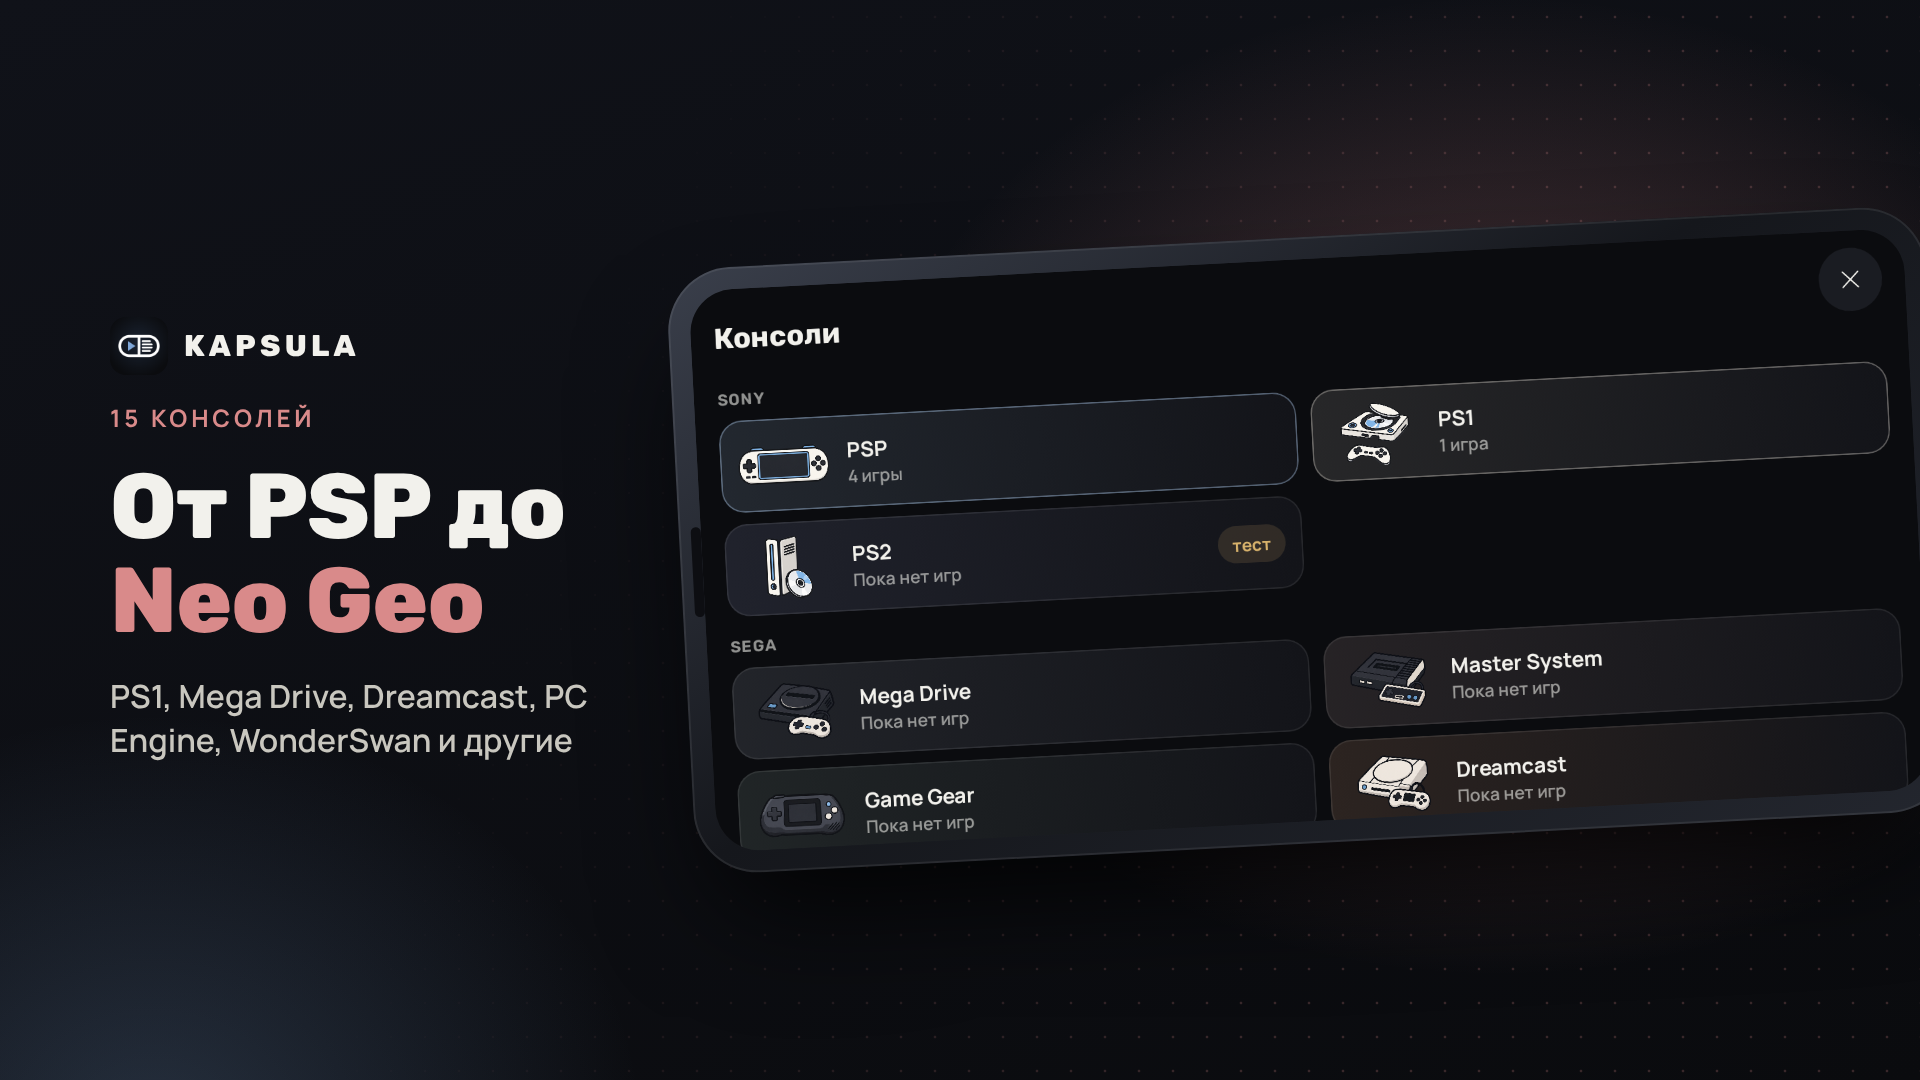 KAPSULA
15 КОНСОЛЕЙ
От PSP до
Neo Geo
PS1, Mega Drive, Dreamcast, PC
Engine, WonderSwan и другие
Консоли
SONY
PSP
4 игры
PS1
1 игра
PS2
Пока нет игр
тест
SEGA
Mega Drive
Пока нет игр
Master System
Пока нет игр
Game Gear
Пока нет игр
Dreamcast
Пока нет игр